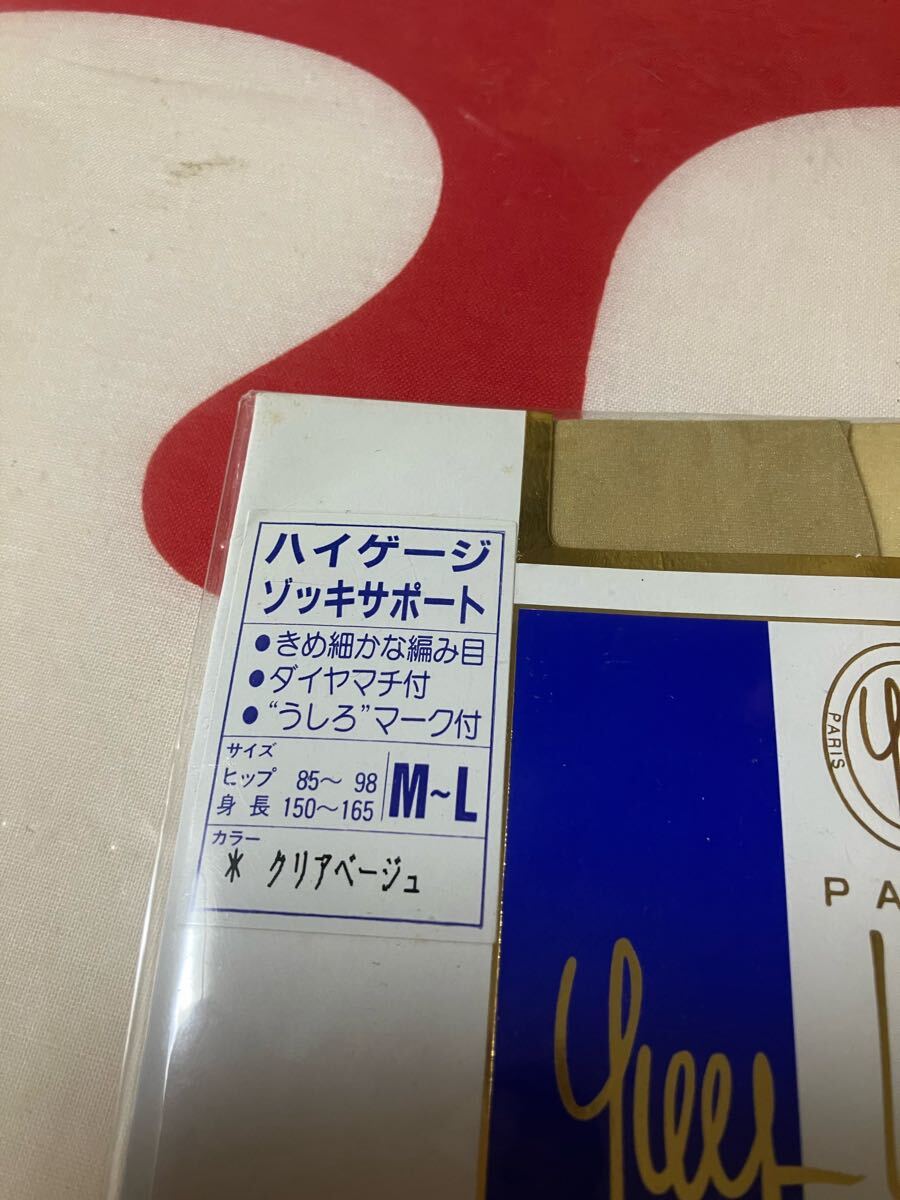 ハイゲージ
ゾッキサポート
●きめ細かな編み目
●ダイヤマチ付
●“うしろ”マーク付
サイズ
ヒップ 85～98
身長 150～165
M～L
カラー
* クリアベージュ
PARIS
PA
Yves